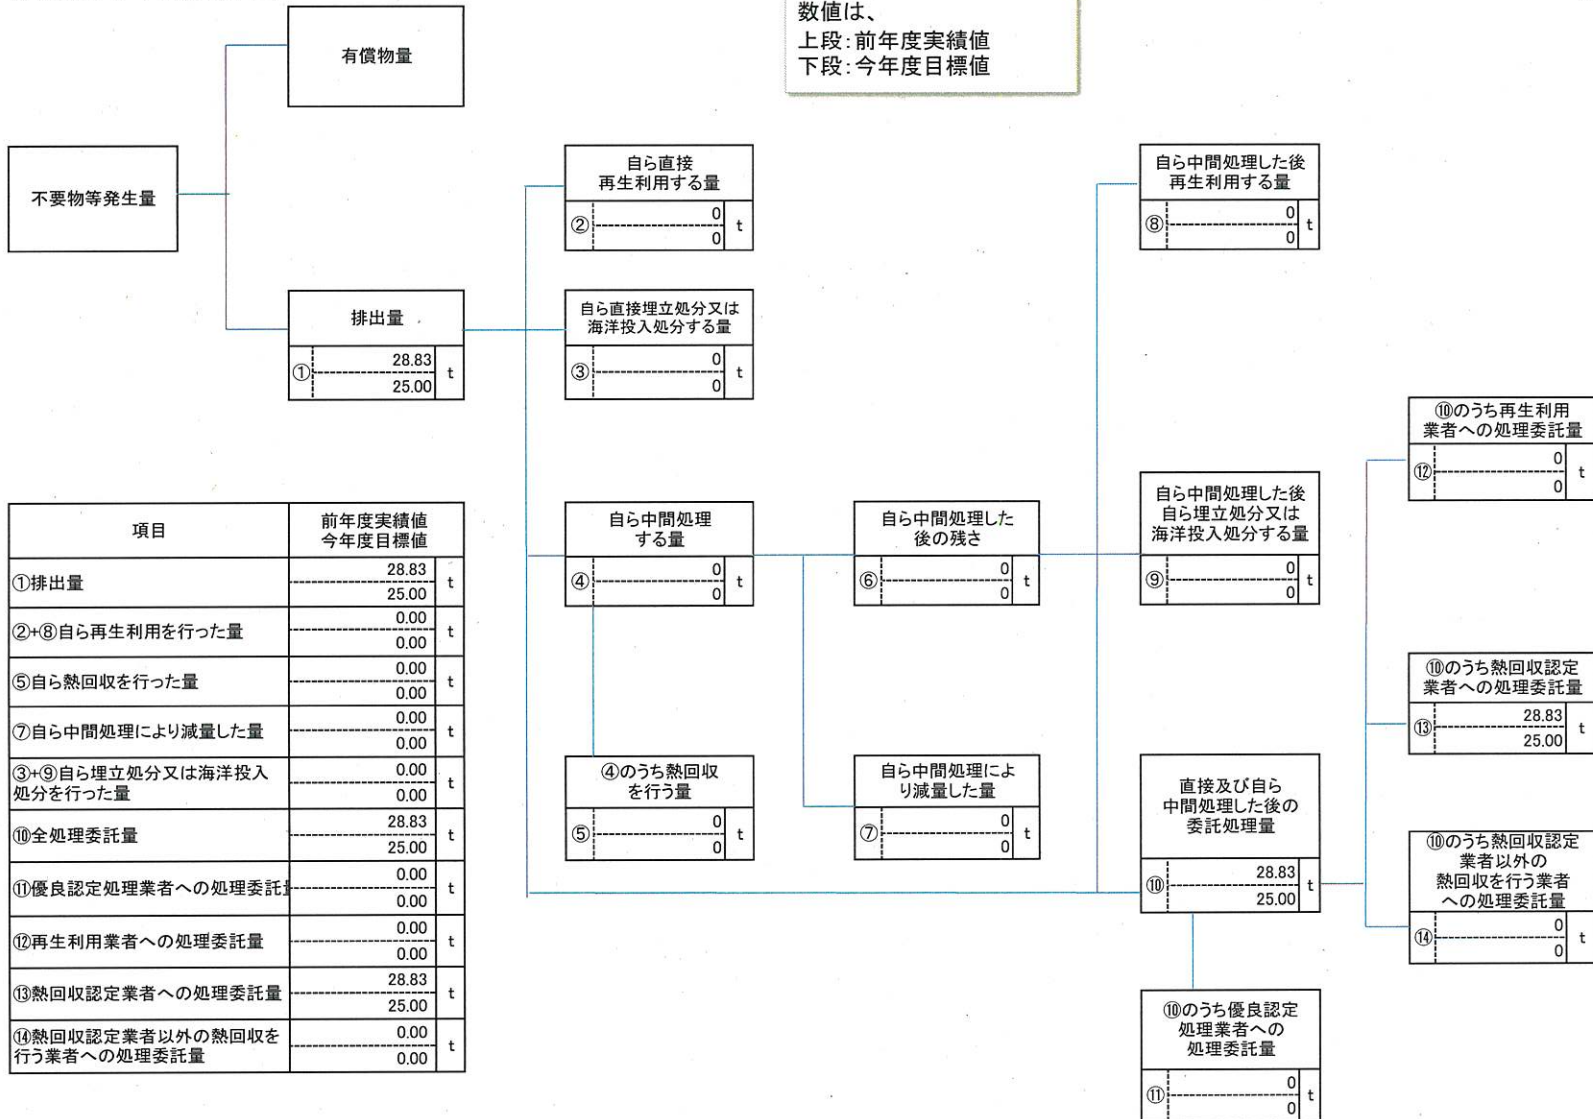 数値は、
上段:前年度実績値
下段:今年度目標値
有償物量
不要物等発生量
排出量
①
28.83
25.00
t
自ら直接
再生利用する量
②
0
0
t
自ら直接埋立処分又は
海洋投入処分する量
③
0
0
t
自ら中間処理
する量
④
0
0
t
④のうち熱回収
を行う量
⑤
0
0
t
自ら中間処理した
後の残さ
⑥
0
0
t
自ら中間処理によ
り減量した量
⑦
0
0
t
自ら中間処理した後
再生利用する量
⑧
0
0
t
自ら中間処理した後
自ら埋立処分又は
海洋投入処分する量
⑨
0
0
t
直接及び自ら
中間処理した後の
委託処理量
⑩
28.83
25.00
t
⑩のうち優良認定
処理業者への
処理委託量
⑪
0
0
t
⑩のうち再生利用
業者への処理委託量
⑫
0
0
t
⑩のうち熱回収認定
業者への処理委託量
⑬
28.83
25.00
t
⑩のうち熱回収認定
業者以外の
熱回収を行う業者
への処理委託量
⑭
0
0
t
項目
前年度実績値
今年度目標値
①排出量
28.83
25.00
t
②+⑧自ら再生利用を行った量
0.00
0.00
t
⑤自ら熱回収を行った量
0.00
0.00
t
⑦自ら中間処理により減量した量
0.00
0.00
t
③+⑨自ら埋立処分又は海洋投入
処分を行った量
0.00
0.00
t
⑩全処理委託量
28.83
25.00
t
⑪優良認定処理業者への処理委託
0.00
0.00
t
⑫再生利用業者への処理委託量
0.00
0.00
t
⑬熱回収認定業者への処理委託量
28.83
25.00
t
⑭熱回収認定業者以外の熱回収を
行う業者への処理委託量
0.00
0.00
t